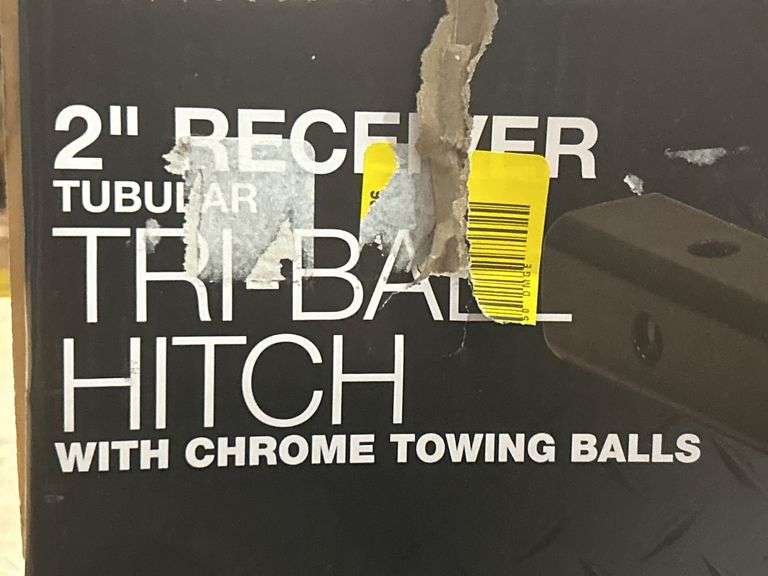 2" RECEIVER
TUBULAR
TRI-BALL
HITCH
WITH CHROME TOWING BALLS